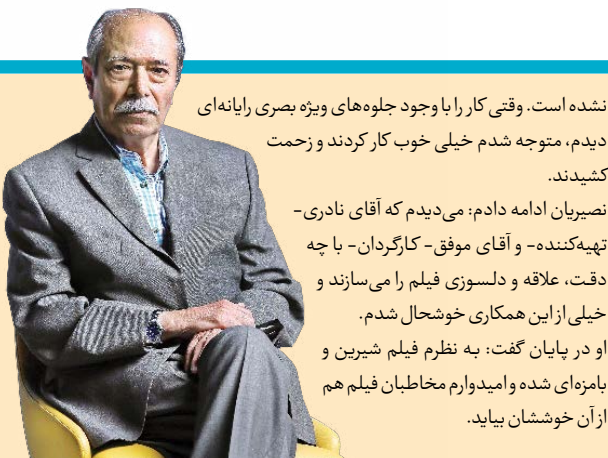 نشده است. وقتی کار را با وجود جلوه‌های ویژه بصری رایانه‌ای
دیدم، متوجه شدم خیلی خوب کار کردند و زحمت
کشیدند.
نصیریان ادامه دادم: می‌دیدم که آقای نادری-
تهیه‌کننده- و آقای موفق- کارگردان- با چه
دقت، علاقه و دلسوزی فیلم را می‌سازند و
خیلی از این همکاری خوشحال شدم.
او در پایان گفت: به نظرم فیلم شیرین و
بامزه‌ای شده و امیدوارم مخاطبان فیلم هم
از آن خوششان بیاید.